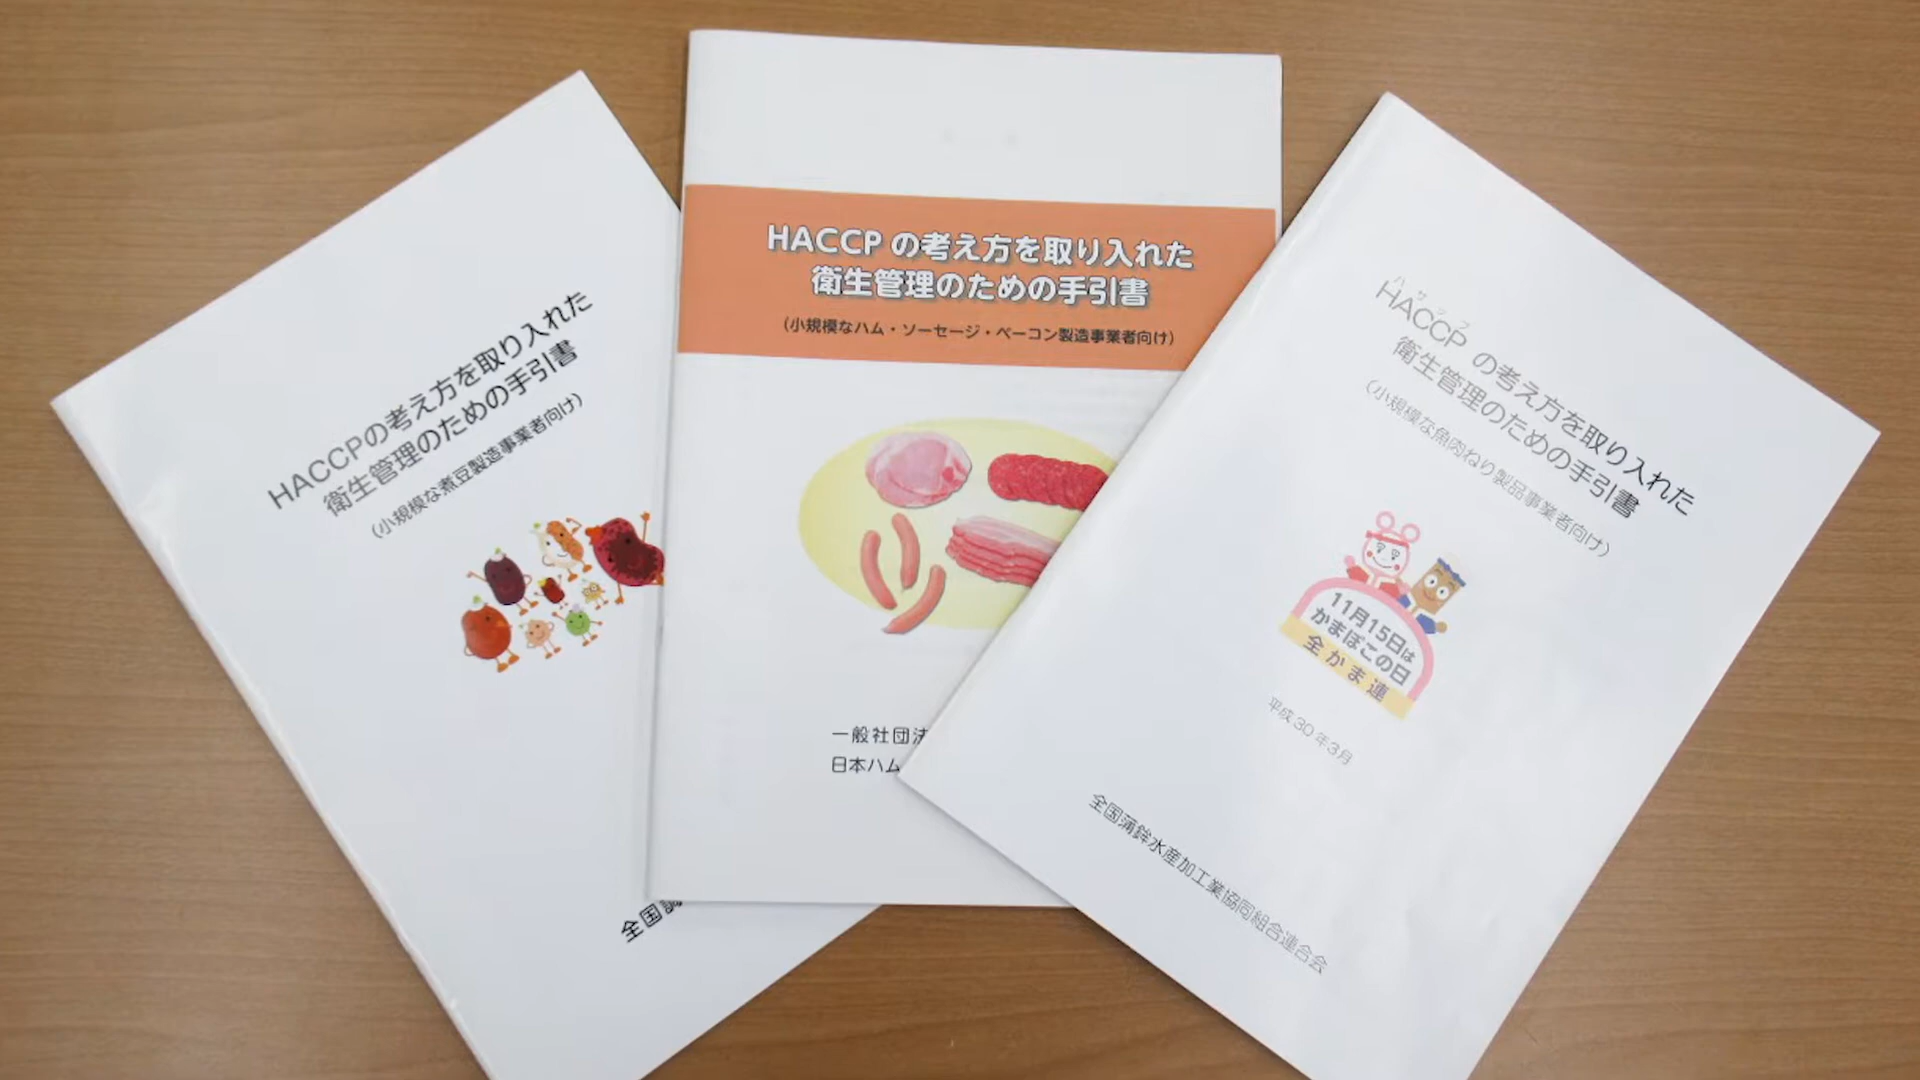 HACCPの考え方を取り入れた
衛生管理のための手引書
(小規模な煮豆製造事業者向け)
全国調
HACCP の考え方を取り入れた
衛生管理のための手引書
(小規模なハム・ソーセージ・ベーコン製造事業者向け)
一般社団法
日本ハム
ハサップ
HACCP の考え方を取り入れた
衛生管理のための手引書
(小規模な魚肉ねり製品事業者向け)
11月15日は
かまぼこの日
全かま連
平成30年3月
全国蒲鉾水産加工業協同組合連合会